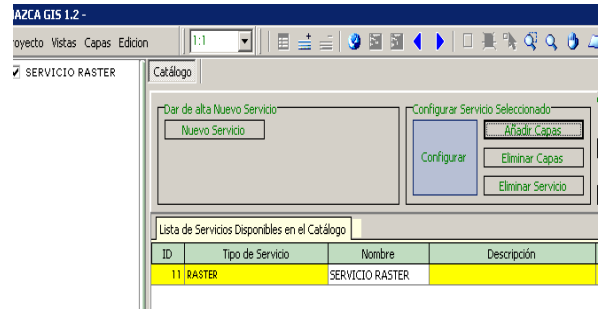 AZCA GIS 1.2 -
royecto Vistas Capas Edicion 1:1
SERVICIO RASTER
Catálogo
Dar de alta Nuevo Servicio
Nuevo Servicio
Configurar Servicio Seleccionado
Configurar
Añadir Capas
Eliminar Capas
Eliminar Servicio
Lista de Servicios Disponibles en el Catálogo
ID Tipo de Servicio Nombre Descripción
11 RASTER SERVICIO RASTER